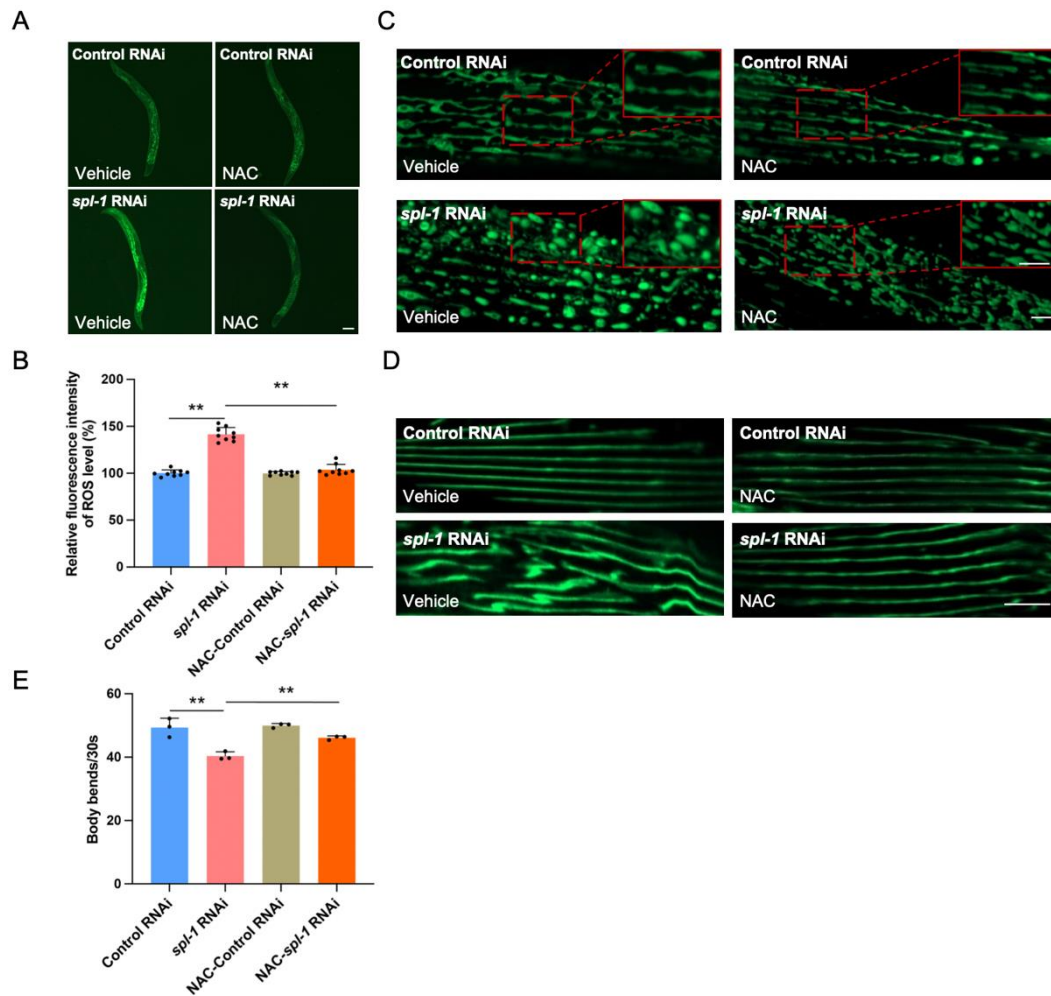 A
Control RNAi
Vehicle
Control RNAi
NAC
spl-1 RNAi
Vehicle
spl-1 RNAi
NAC
B
Relative fluorescence intensity
of ROS level (%)
200
150
100
50
0
**
**
Control RNAi
spl-1 RNAi
NAC-Control RNAi
NAC-spl-1 RNAi
C
Control RNAi
Vehicle
Control RNAi
NAC
spl-1 RNAi
Vehicle
spl-1 RNAi
NAC
D
Control RNAi
Vehicle
Control RNAi
NAC
spl-1 RNAi
Vehicle
spl-1 RNAi
NAC
E
Body bends/30s
60
40
20
0
**
**
Control RNAi
spl-1 RNAi
NAC-Control RNAi
NAC-spl-1 RNAi